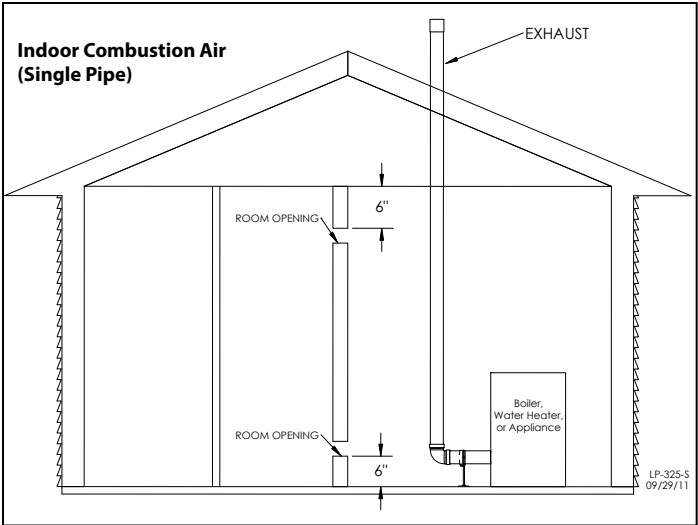 Indoor Combustion Air
(Single Pipe)
EXHAUST
6"
ROOM OPENING
Boiler,
Water Heater,
or Appliance
ROOM OPENING
6"
LP-325-S
09/29/11